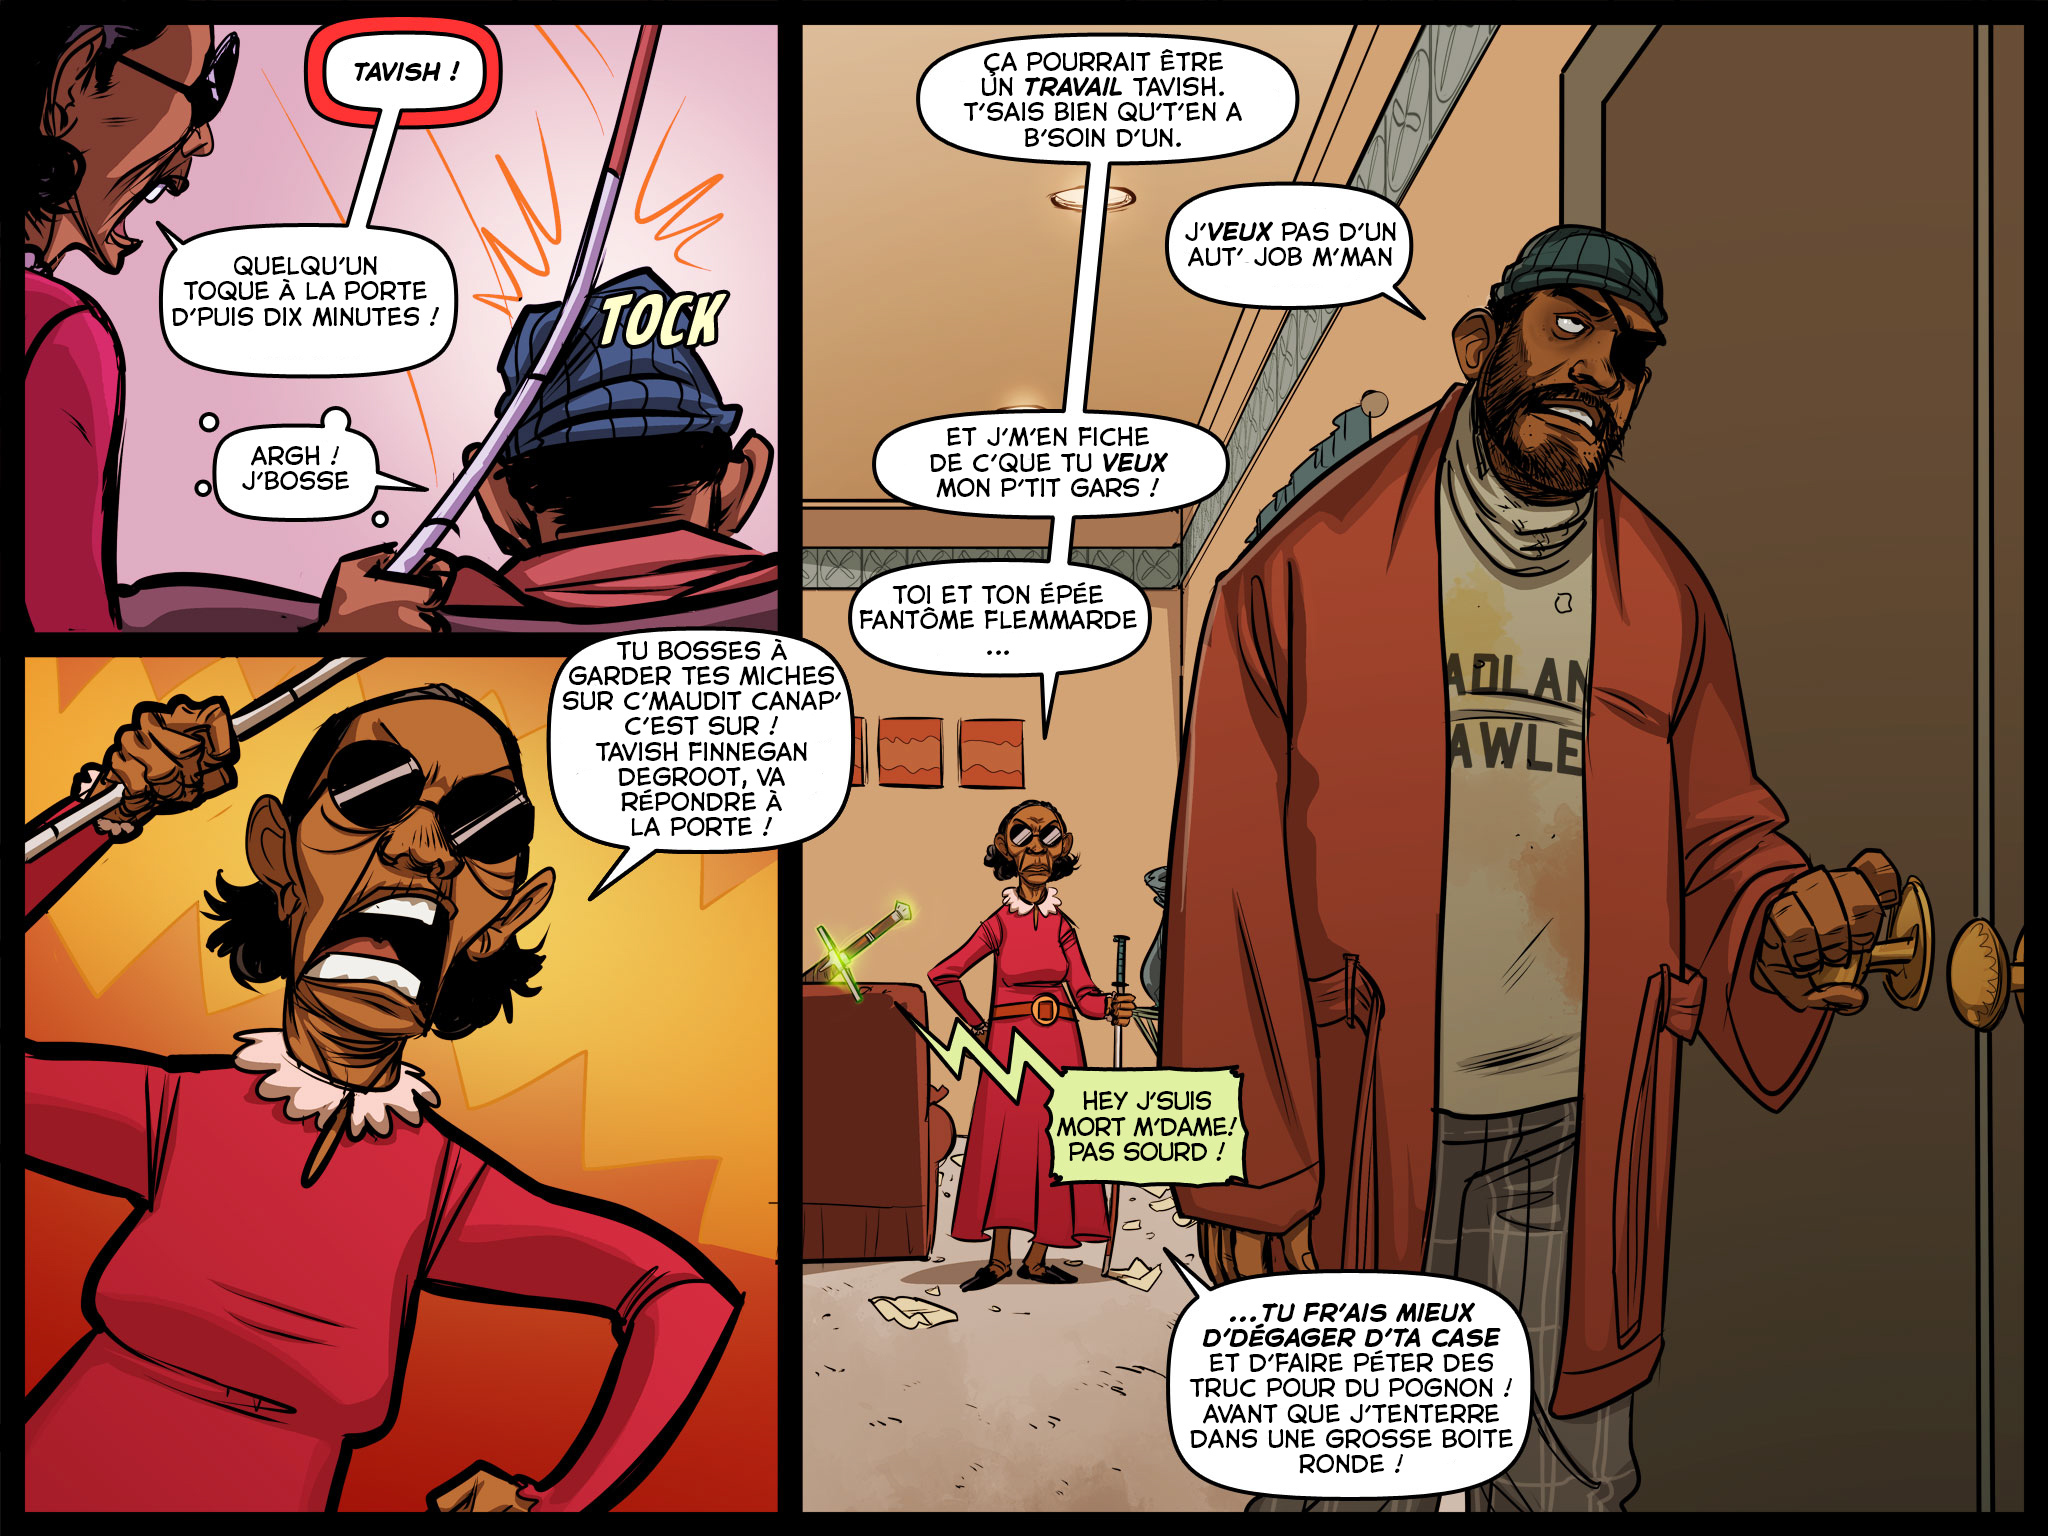 TAVISH !
QUELQU'UN
TOQUE À LA PORTE
D'PUIS DIX MINUTES !
TOCK
ARGH !
J'BOSSE
TU BOSSES À
GARDER TES MICHES
SUR C'MAUDIT CANAP'
C'EST SUR !
TAVISH FINNEGAN
DEGROOT, VA
RÉPONDRE À
LA PORTE !
ÇA POURRAIT ÊTRE
UN TRAVAIL TAVISH.
T'SAIS BIEN QU'T'EN A
B'SOIN D'UN.
J'VEUX PAS D'UN
AUT' JOB M'MAN
ET J'M'EN FICHE
DE C'QUE TU VEUX
MON P'TIT GARS !
TOI ET TON ÉPÉE
FANTÔME FLEMMARDE
...
ADLAN
AWLE
HEY J'SUIS
MORT M'DAME!
PAS SOURD !
...TU FR'AIS MIEUX
D'DÉGAGER D'TA CASE
ET D'FAIRE PÉTER DES
TRUC POUR DU POGNON !
AVANT QUE J'TENTERRE
DANS UNE GROSSE BOITE
RONDE !